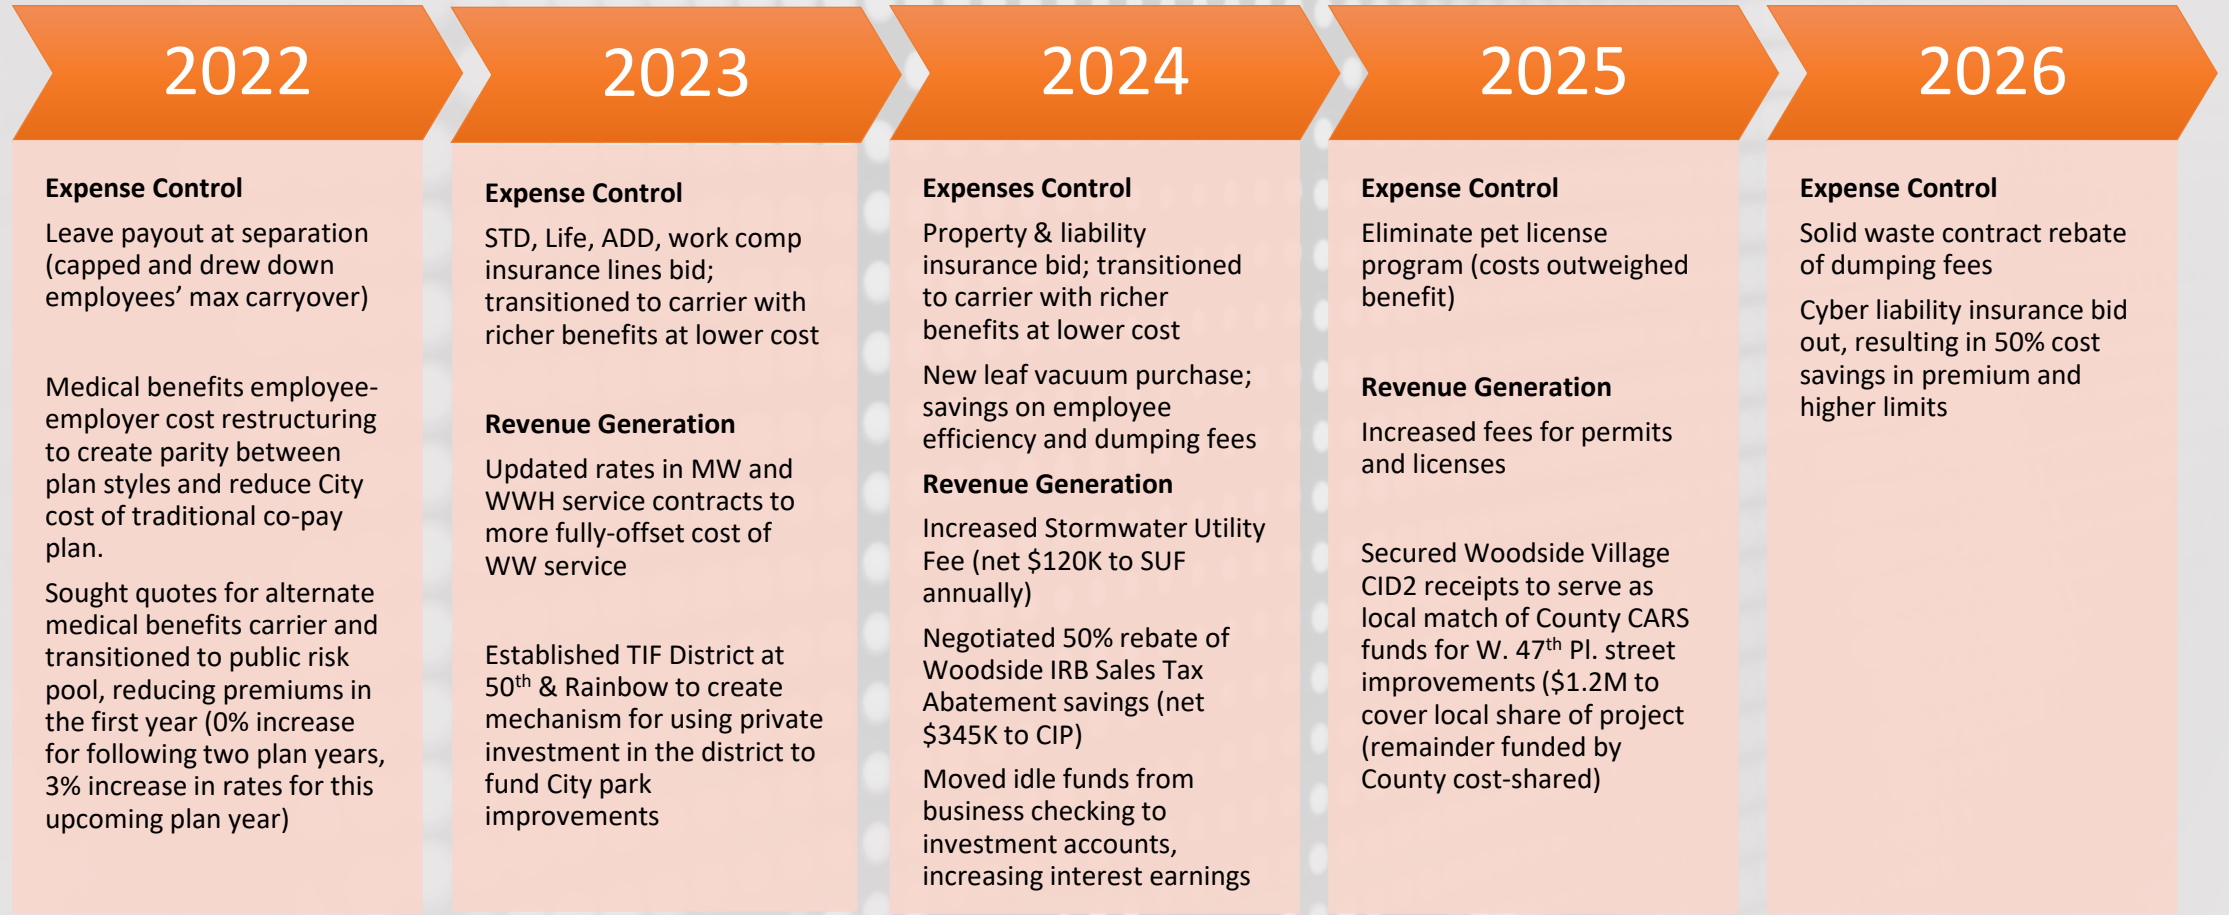 2022
Expense Control
Leave payout at separation
(capped and drew down
employees’ max carryover)
Medical benefits employee-
employer cost restructuring
to create parity between
plan styles and reduce City
cost of traditional co-pay
plan.
Sought quotes for alternate
medical benefits carrier and
transitioned to public risk
pool, reducing premiums in
the first year (0% increase
for following two plan years,
3% increase in rates for this
upcoming plan year)
2023
Expense Control
STD, Life, ADD, work comp
insurance lines bid;
transitioned to carrier with
richer benefits at lower cost
Revenue Generation
Updated rates in MW and
WWH service contracts to
more fully-offset cost of
WW service
Established TIF District at
50th & Rainbow to create
mechanism for using private
investment in the district to
fund City park
improvements
2024
Expenses Control
Property & liability
insurance bid; transitioned
to carrier with richer
benefits at lower cost
New leaf vacuum purchase;
savings on employee
efficiency and dumping fees
Revenue Generation
Increased Stormwater Utility
Fee (net $120K to SUF
annually)
Negotiated 50% rebate of
Woodside IRB Sales Tax
Abatement savings (net
$345K to CIP)
Moved idle funds from
business checking to
investment accounts,
increasing interest earnings
2025
Expense Control
Eliminate pet license
program (costs outweighed
benefit)
Revenue Generation
Increased fees for permits
and licenses
Secured Woodside Village
CID2 receipts to serve as
local match of County CARS
funds for W. 47th Pl. street
improvements ($1.2M to
cover local share of project
(remainder funded by
County cost-shared)
2026
Expense Control
Solid waste contract rebate
of dumping fees
Cyber liability insurance bid
out, resulting in 50% cost
savings in premium and
higher limits